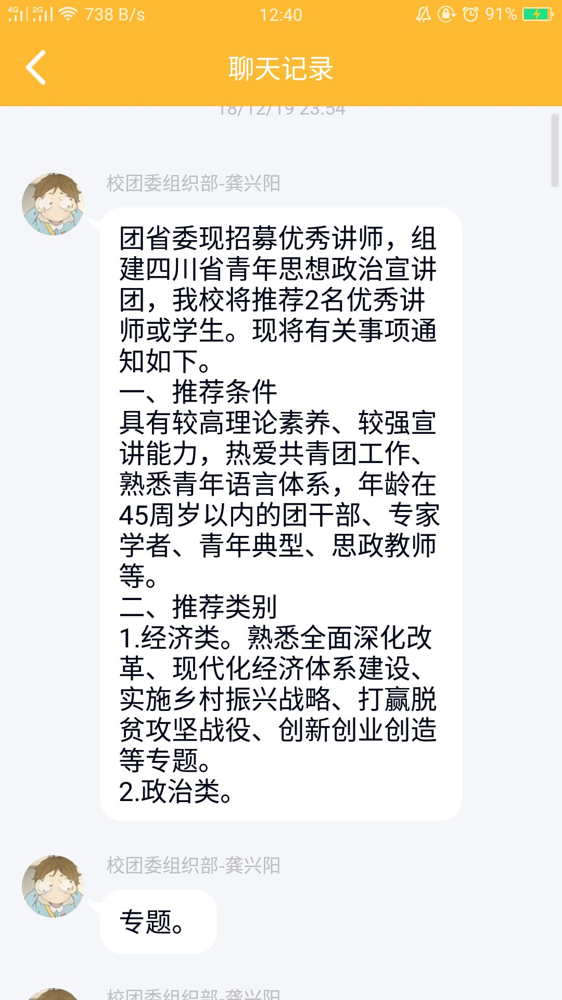 4G 2G 738 B/s 12:40 91%
聊天记录
18/12/19 23:54
校团委组织部-龚兴阳
团省委现招募优秀讲师，组
建四川省青年思想政治宣讲
团，我校将推荐2名优秀讲
师或学生。现将有关事项通
知如下。
一、推荐条件
具有较高理论素养、较强宣
讲能力，热爱共青团工作、
熟悉青年语言体系，年龄在
45周岁以内的团干部、专家
学者、青年典型、思政教师
等。
二、推荐类别
1.经济类。熟悉全面深化改
革、现代化经济体系建设、
实施乡村振兴战略、打赢脱
贫攻坚战役、创新创业创造
等专题。
2.政治类。
校团委组织部-龚兴阳
专题。
校团委组织部-龚兴阳